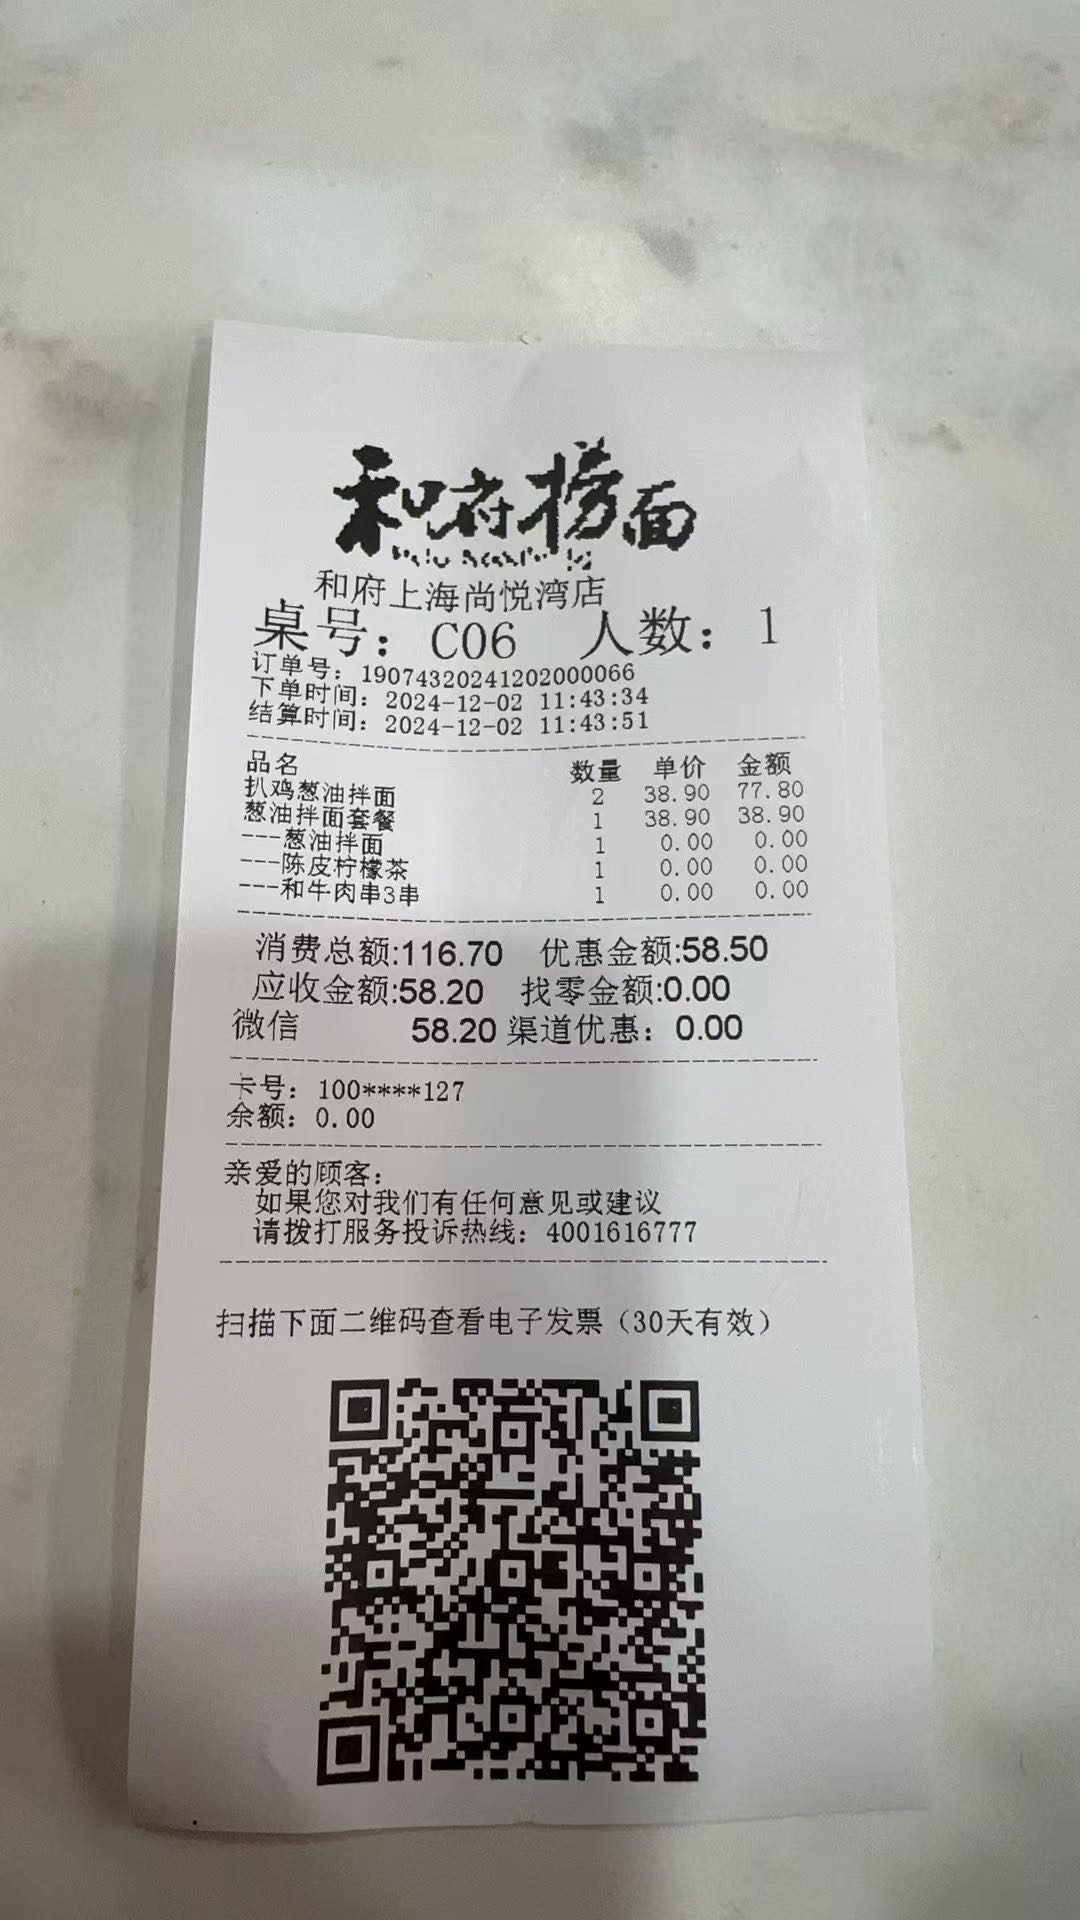 和府捞面
和府上海尚悦湾店
桌号：C06 人数：1
订单号：19074320241202000066
下单时间：2024-12-02 11:43:34
结算时间：2024-12-02 11:43:51
品名 数量 单价 金额
扒鸡葱油拌面 2 38.90 77.80
葱油拌面套餐 1 38.90 38.90
---葱油拌面 1 0.00 0.00
---陈皮柠檬茶 1 0.00 0.00
---和牛肉串3串 1 0.00 0.00
消费总额:116.70 优惠金额:58.50
应收金额:58.20 找零金额:0.00
微信 58.20 渠道优惠：0.00
卡号：100****127
余额：0.00
亲爱的顾客：
如果您对我们有任何意见或建议
请拨打服务投诉热线：4001616777
扫描下面二维码查看电子发票（30天有效）